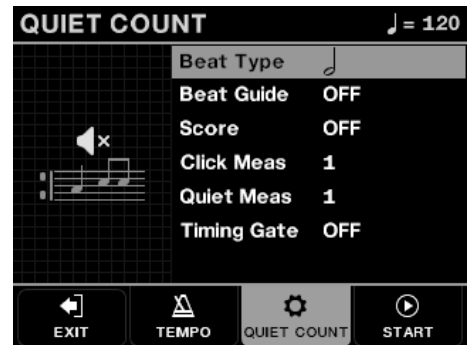 QUIET COUNT ♩ = 120
Beat Type 𝅗𝅥
Beat Guide OFF
Score OFF
Click Meas 1
Quiet Meas 1
Timing Gate OFF
EXIT TEMPO QUIET COUNT START